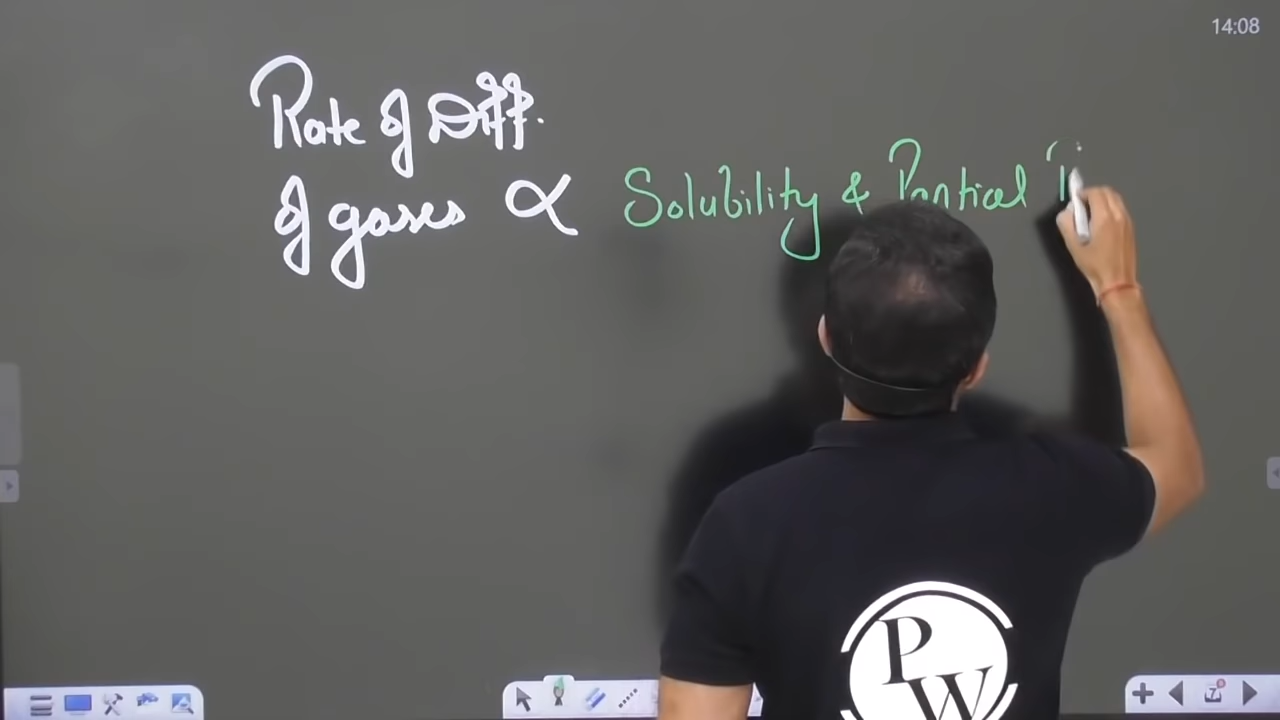 14:08
Rate of Diff.
of gases ∝ Solubility & Partial
PW